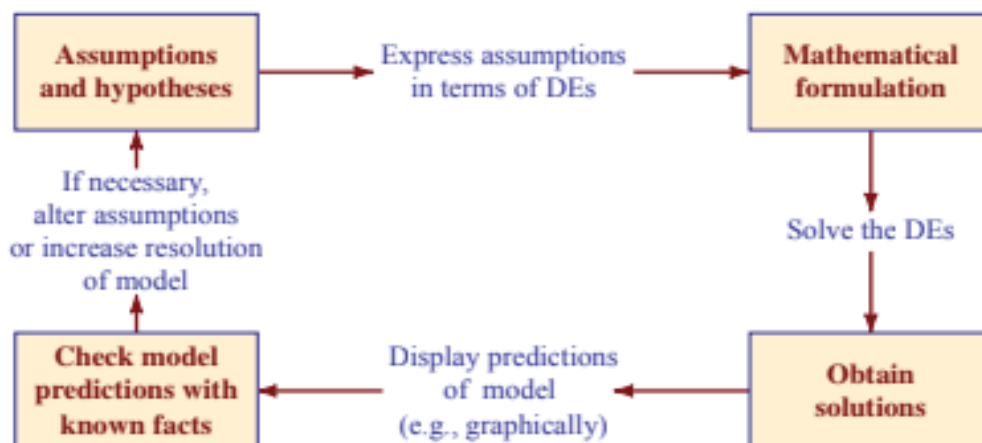 Assumptions
and hypotheses
Express assumptions
in terms of DEs
Mathematical
formulation
If necessary,
alter assumptions
or increase resolution
of model
Solve the DEs
Check model
predictions with
known facts
Display predictions
of model
(e.g., graphically)
Obtain
solutions